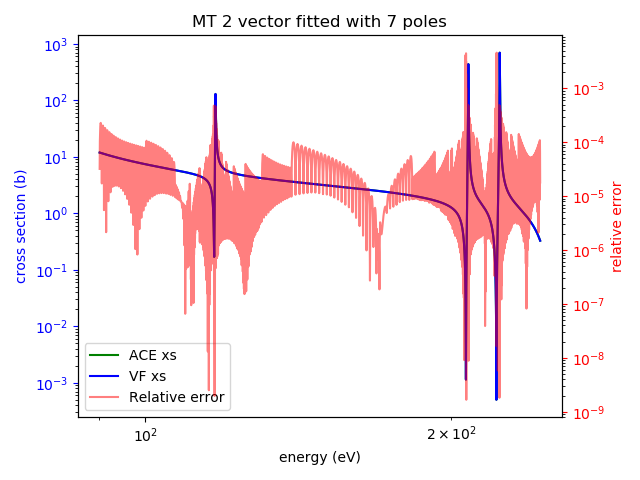 MT 2 vector fitted with 7 poles
cross section (b)
10³
10²
10¹
10⁰
10⁻¹
10⁻²
10⁻³
ACE xs
VF xs
Relative error
10²
2 × 10²
energy (eV)
10⁻³
10⁻⁴
10⁻⁵
10⁻⁶
10⁻⁷
10⁻⁸
10⁻⁹
relative error